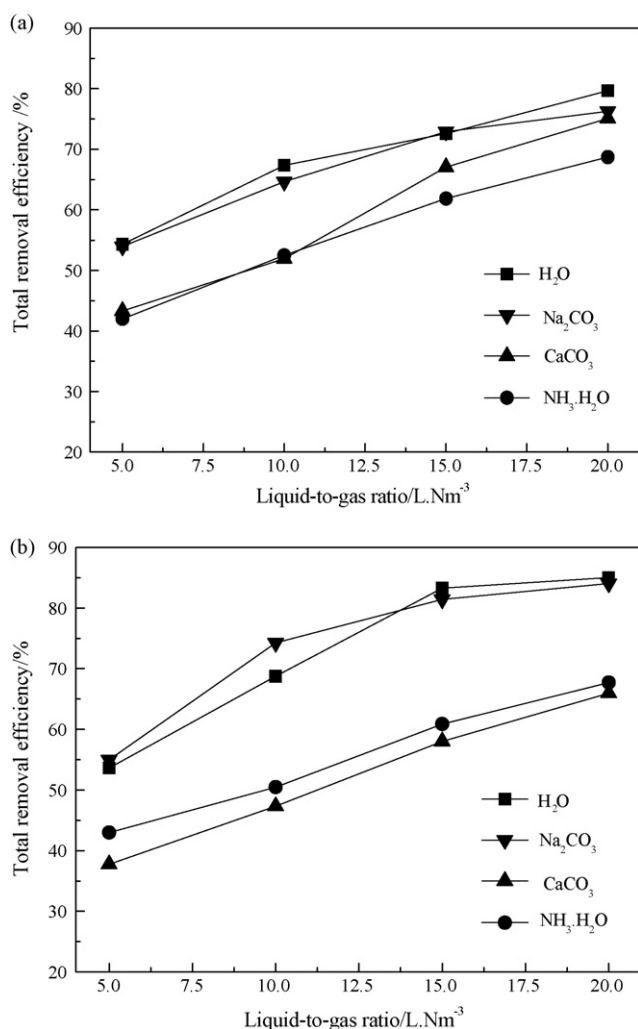 (a)
90
80
70
60
50
40
30
20
Total removal efficiency /%
H₂O
Na₂CO₃
CaCO₃
NH₃.H₂O
5.0 7.5 10.0 12.5 15.0 17.5 20.0
Liquid-to-gas ratio/L.Nm⁻³
(b)
90
80
70
60
50
40
30
20
Total removal efficiency/%
H₂O
Na₂CO₃
CaCO₃
NH₃.H₂O
5.0 7.5 10.0 12.5 15.0 17.5 20.0
Liquid-to-gas ratio/L.Nm⁻³